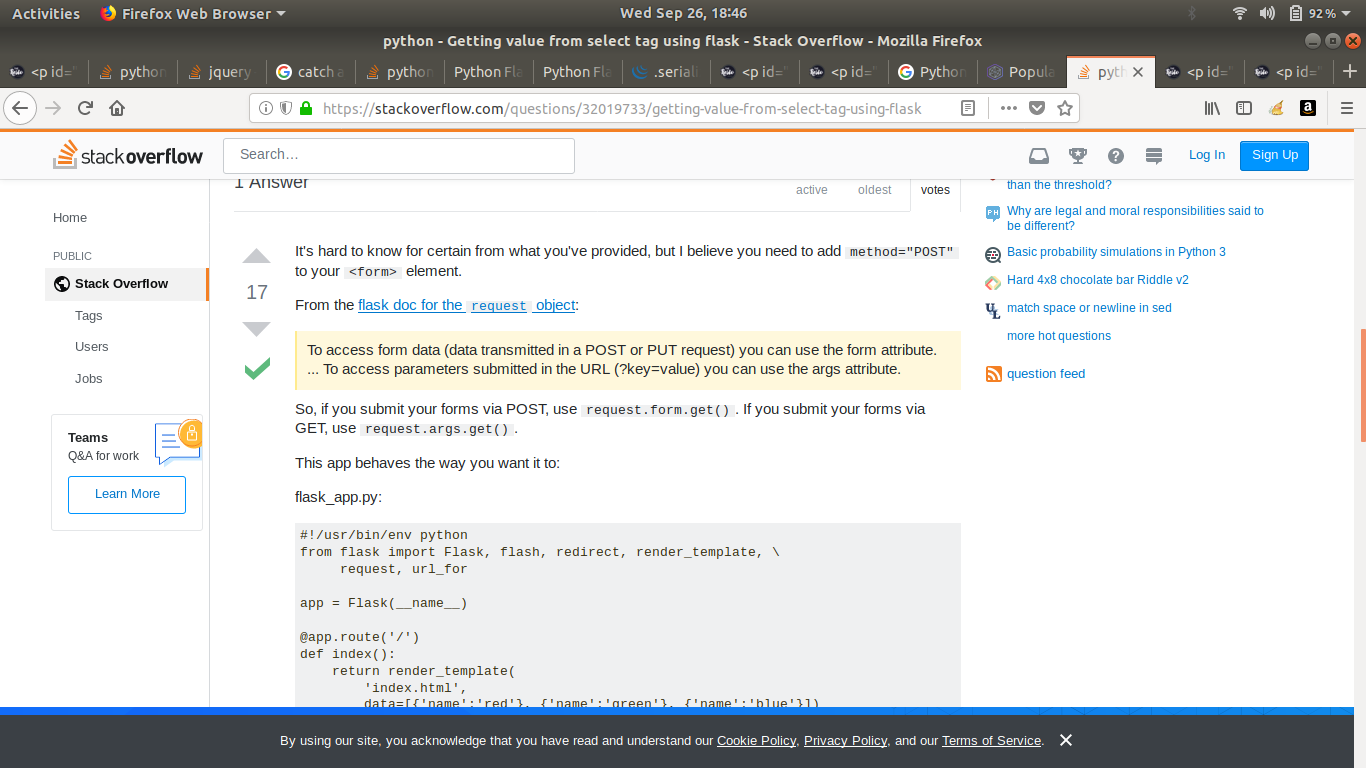 Activities
Firefox Web Browser
Wed Sep 26, 18:46
92%
python - Getting value from select tag using flask - Stack Overflow - Mozilla Firefox
<p id="
python
jquery
catch a
python
Python Fla
Python Fla
.seriali
<p id="
<p id="
Python
Popula
pyth
<p id="
<p id="
https://stackoverflow.com/questions/32019733/getting-value-from-select-tag-using-flask
stackoverflow
Search…
Log In
Sign Up
1 Answer
active
oldest
votes
Home
PUBLIC
Stack Overflow
Tags
Users
Jobs
Teams
Q&A for work
Learn More
17
It's hard to know for certain from what you've provided, but I believe you need to add method="POST"
to your <form> element.
From the flask doc for the request object:
To access form data (data transmitted in a POST or PUT request) you can use the form attribute.
... To access parameters submitted in the URL (?key=value) you can use the args attribute.
So, if you submit your forms via POST, use request.form.get(). If you submit your forms via
GET, use request.args.get().
This app behaves the way you want it to:
flask_app.py:
#!/usr/bin/env python
from flask import Flask, flash, redirect, render_template, \
     request, url_for
app = Flask(__name__)
@app.route('/')
def index():
    return render_template(
        'index.html',
        data=[{'name':'red'}, {'name':'green'}, {'name':'blue'}])
than the threshold?
PH
Why are legal and moral responsibilities said to
be different?
Basic probability simulations in Python 3
Hard 4x8 chocolate bar Riddle v2
UL
match space or newline in sed
more hot questions
question feed
By using our site, you acknowledge that you have read and understand our Cookie Policy, Privacy Policy, and our Terms of Service.